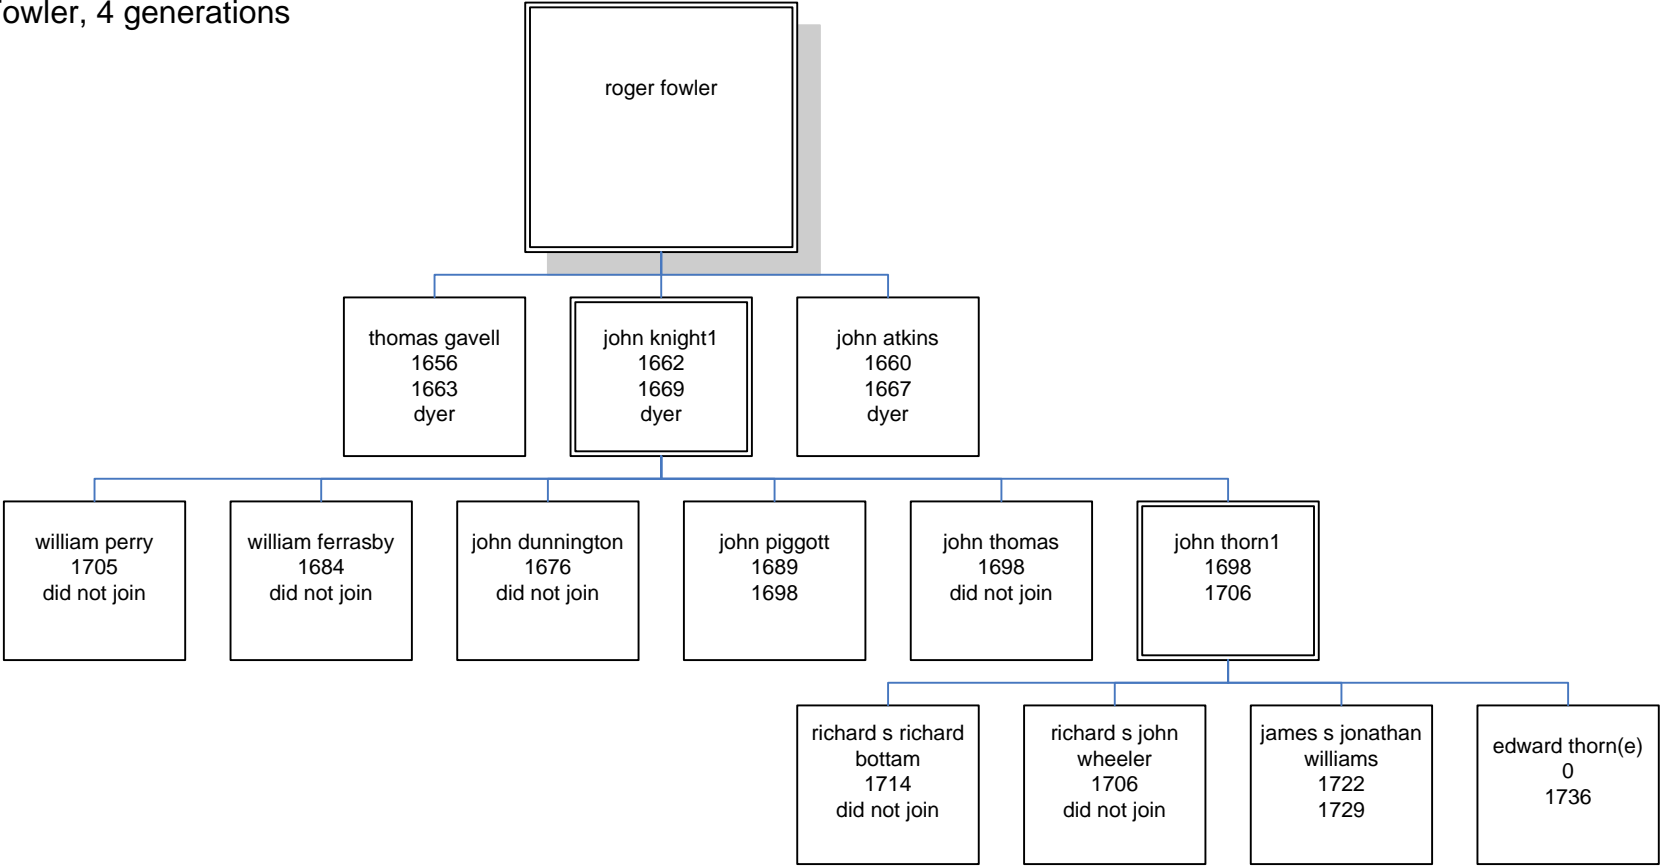 owler, 4 generations
roger fowler
thomas gavell
1656
1663
dyer
john knight1
1662
1669
dyer
john atkins
1660
1667
dyer
william perry
1705
did not join
william ferrasby
1684
did not join
john dunnington
1676
did not join
john piggott
1689
1698
john thomas
1698
did not join
john thorn1
1698
1706
richard s richard
bottam
1714
did not join
richard s john
wheeler
1706
did not join
james s jonathan
williams
1722
1729
edward thorn(e)
0
1736